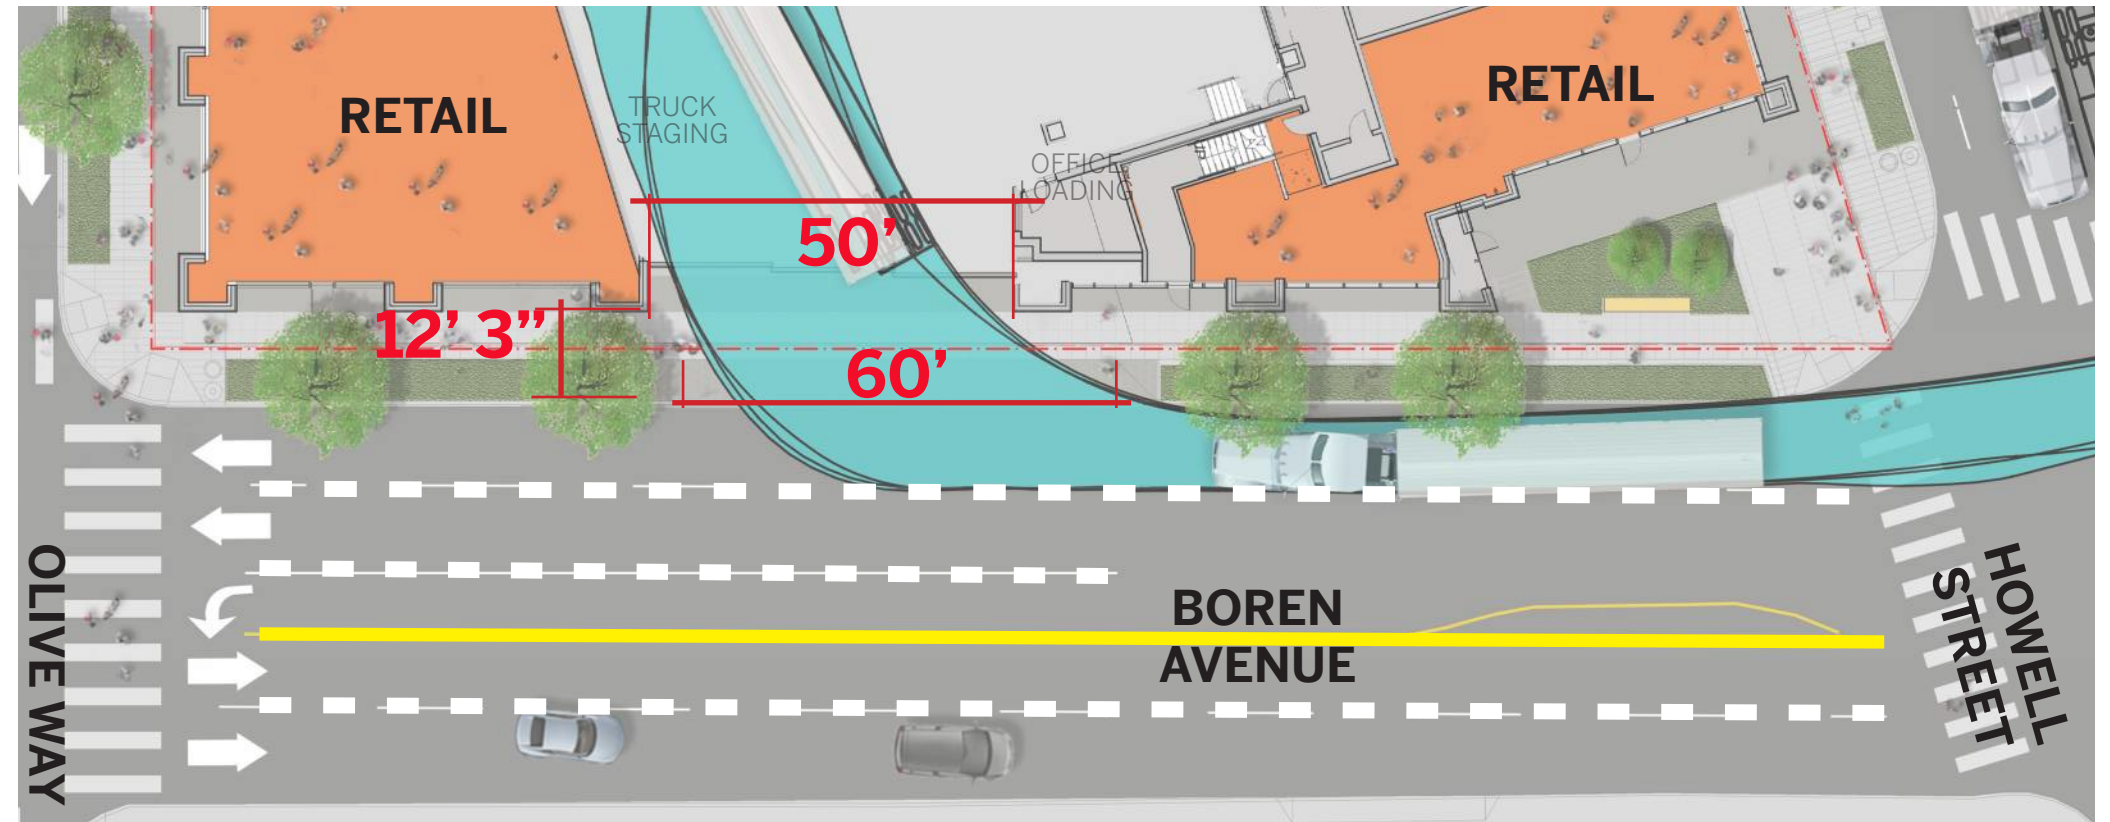 RETAIL
RETAIL
TRUCK
STAGING
OFFICE
LOADING
50’
12’ 3”
60’
OLIVE WAY
BOREN
AVENUE
HOWELL
STREET